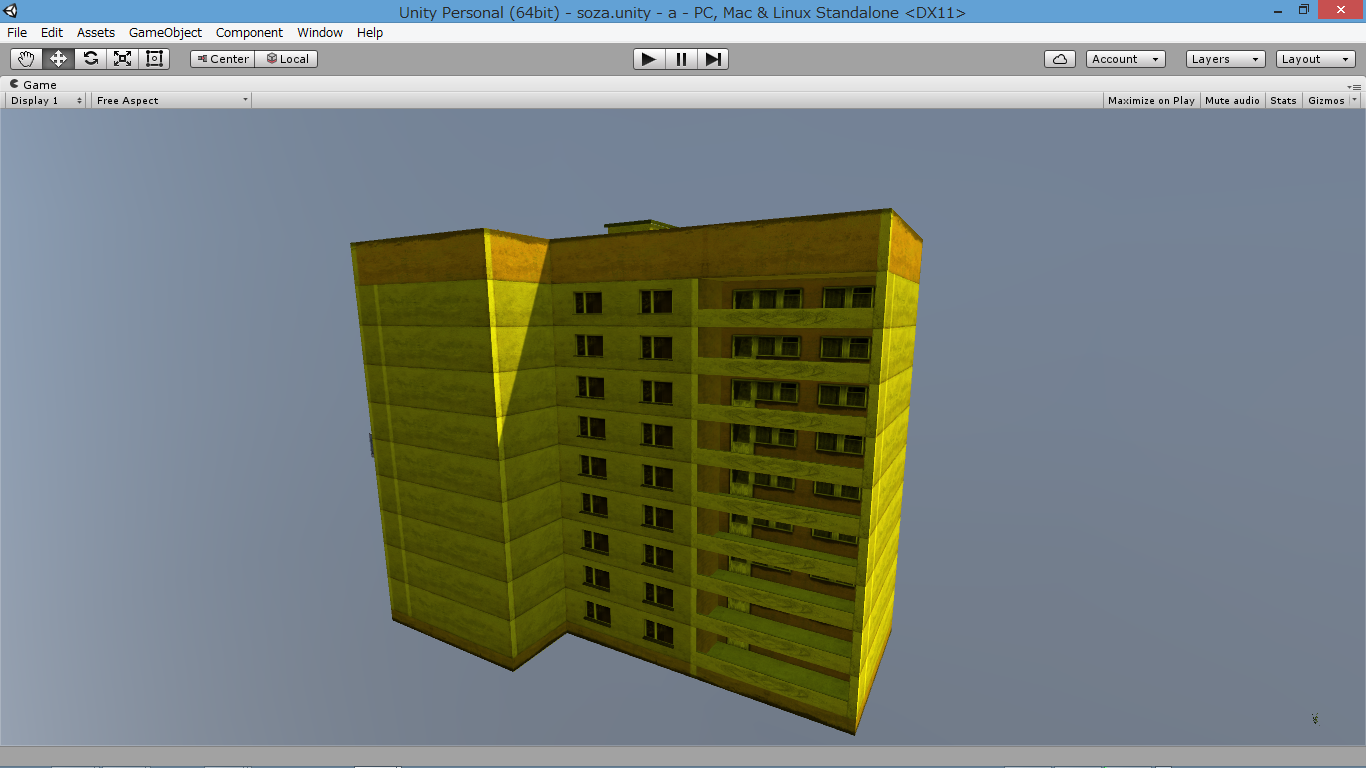 Unity Personal (64bit) - soza.unity - a - PC, Mac & Linux Standalone <DX11>
File Edit Assets GameObject Component Window Help
Center Local Account Layers Layout
Game
Display 1 Free Aspect Maximize on Play Mute audio Stats Gizmos